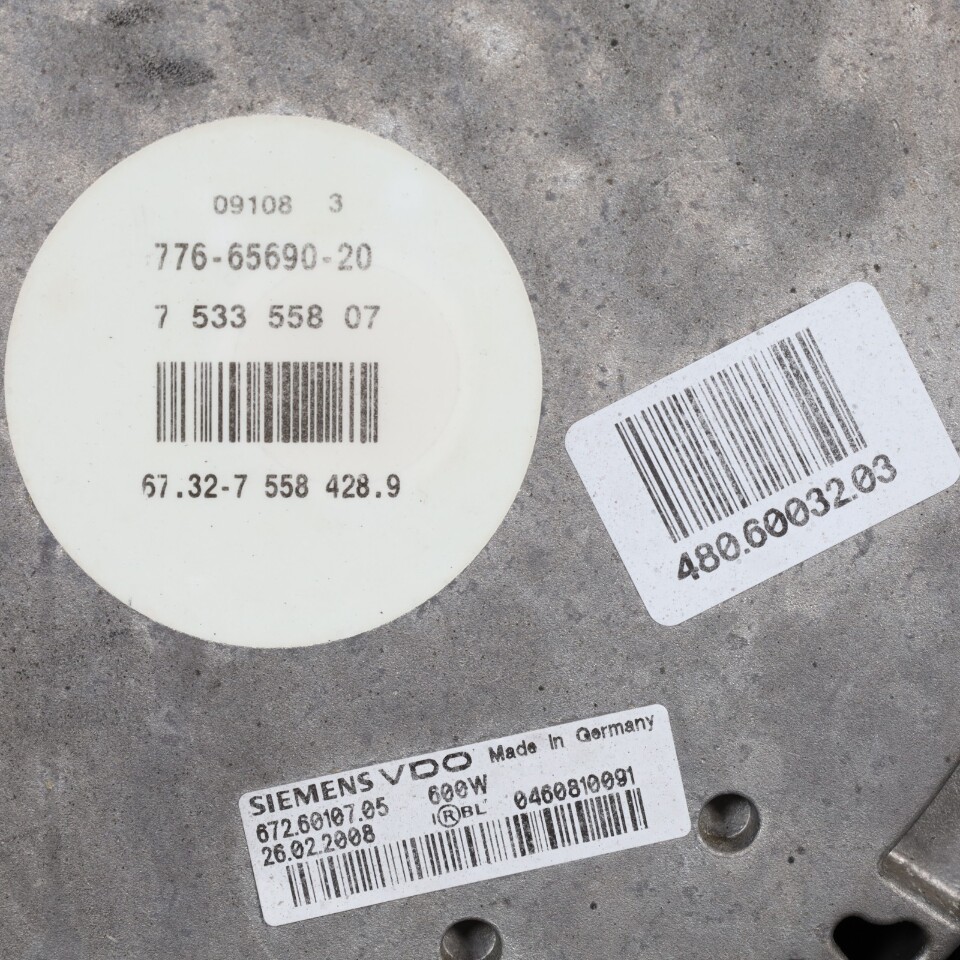 09108 3
776-65690-20
7 533 558 07
67.32-7 558 428.9
480.60032.03
SIEMENS VDO Made in Germany
672.60107.05 600W 0460810091
26.02.2008 I®BL